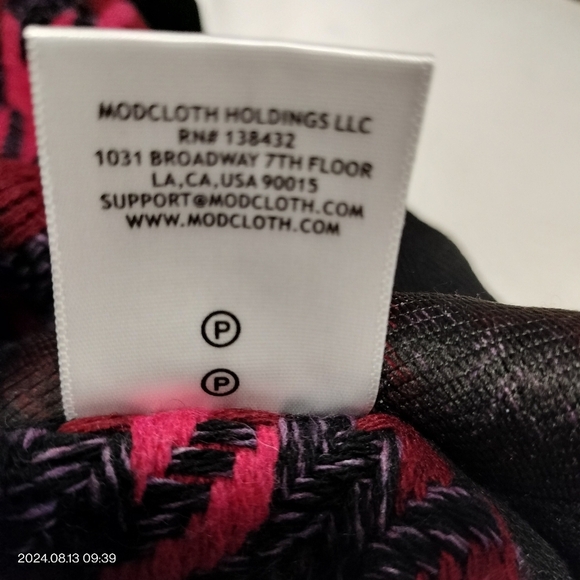 MODCLOTH HOLDINGS LLC
RN# 138432
1031 BROADWAY 7TH FLOOR
LA,CA,USA 90015
SUPPORT@MODCLOTH.COM
WWW.MODCLOTH.COM
P
P
2024.08.13 09:39